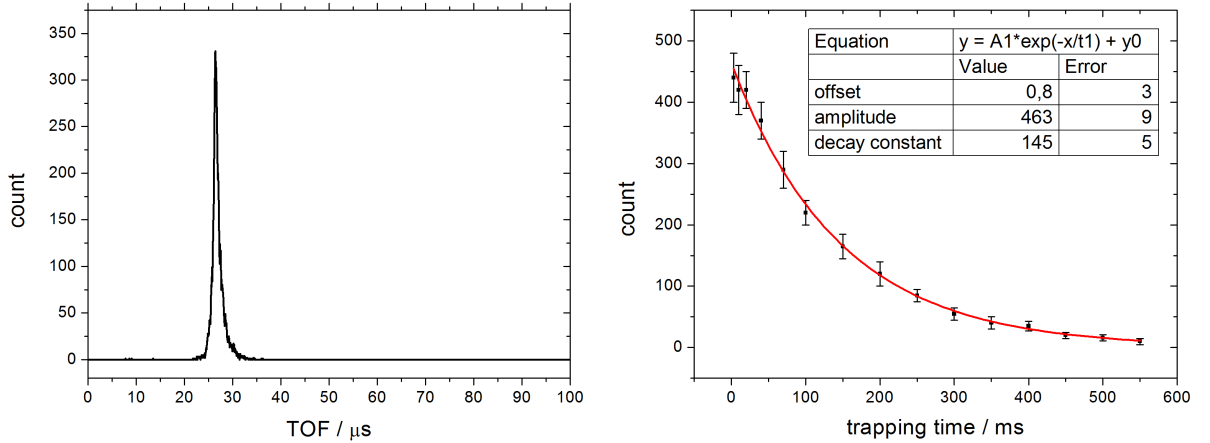 350
300
250
200
150
100
50
0
count
0 10 20 30 40 50 60 70 80 90 100
TOF / μs
500
400
300
200
100
0
count
Equation y = A1*exp(-x/t1) + y0
Value Error
offset 0,8 3
amplitude 463 9
decay constant 145 5
0 100 200 300 400 500 600
trapping time / ms